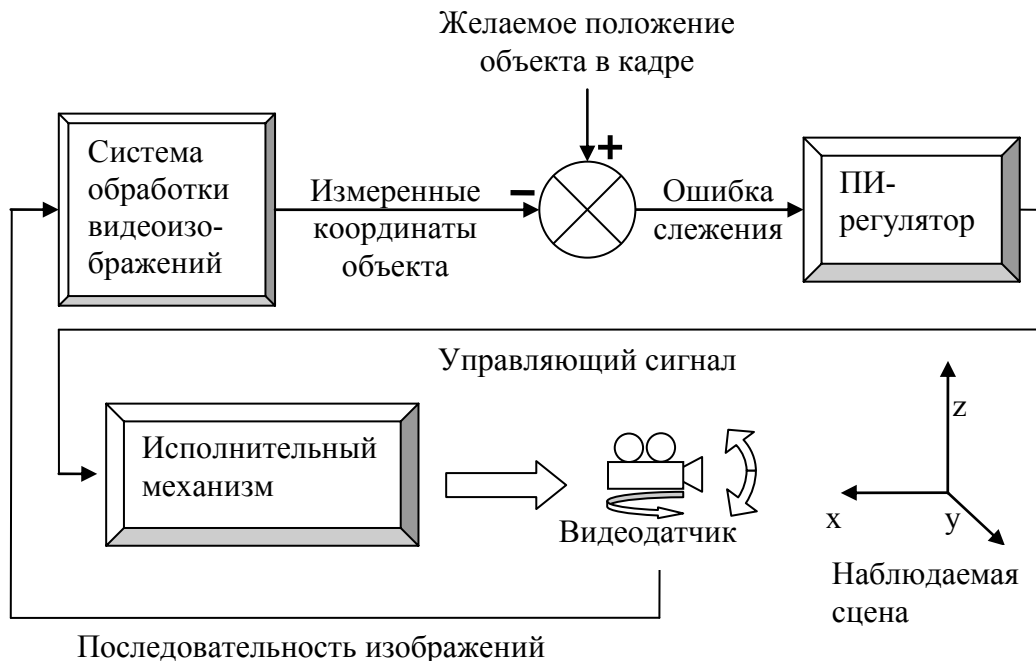 Желаемое положение
объекта в кадре
Система
обработки
видеоизо-
бражений
Измеренные
координаты
объекта
−
+
Ошибка
слежения
ПИ-
регулятор
Управляющий сигнал
Исполнительный
механизм
Видеодатчик
z
x
y
Наблюдаемая
сцена
Последовательность изображений